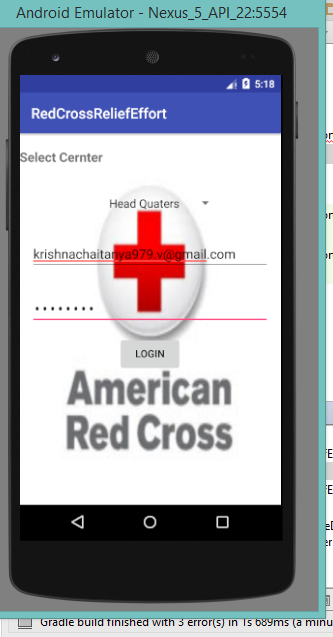 Android Emulator - Nexus_5_API_22:5554
5:18
RedCrossReliefEffort
Select Cernter
Head Quaters
krishnachaitanya979.v@gmail.com
LOGIN
American
Red Cross
Gradle build finished with 3 error(s) in 1s 689ms (a minu